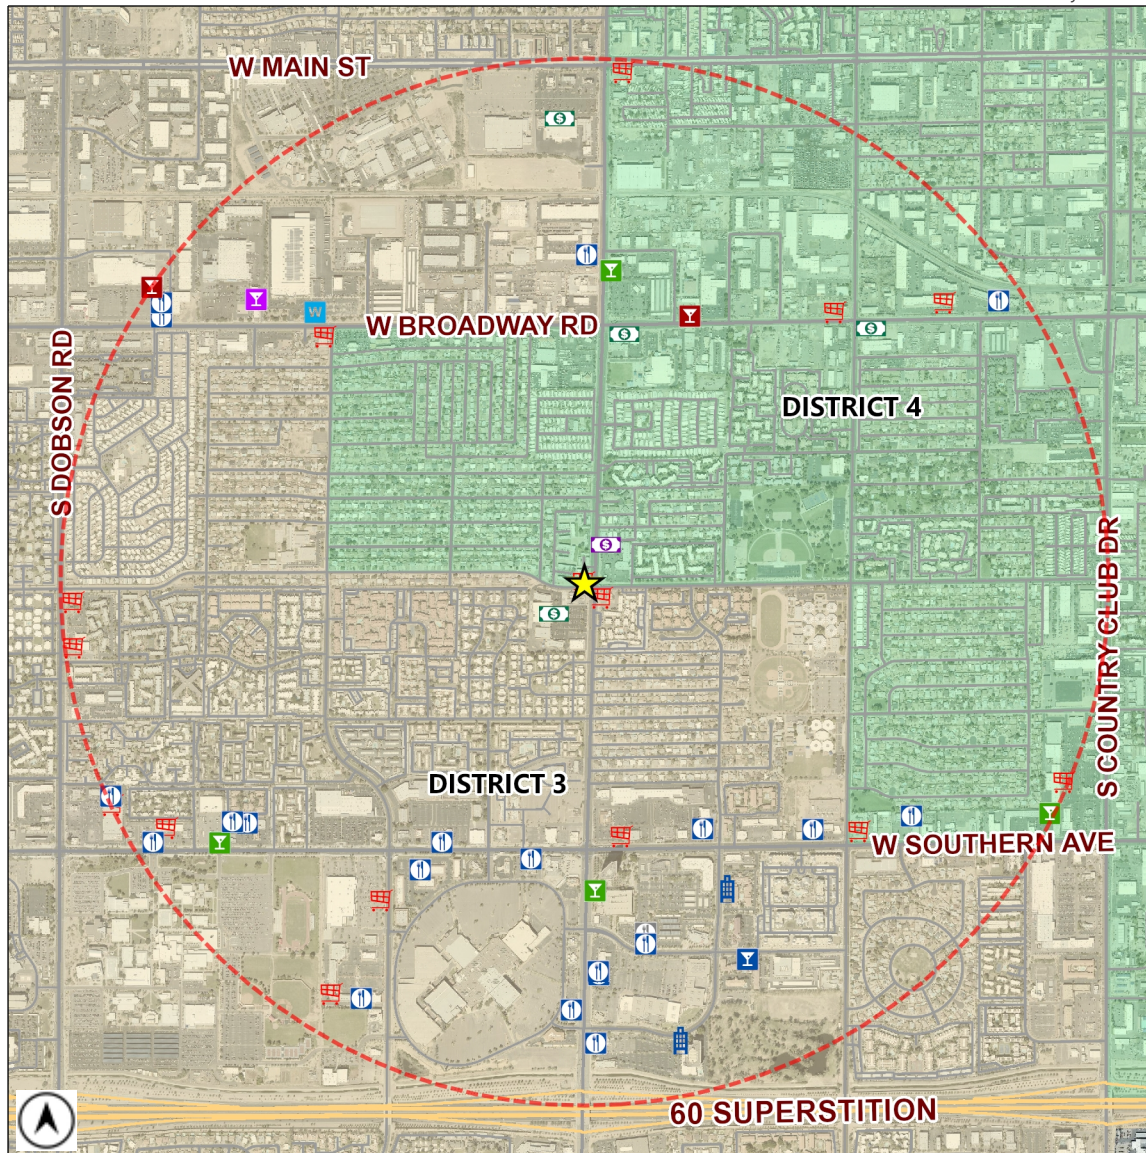 W MAIN ST
W
W BROADWAY RD
S DOBSON RD
DISTRICT 4
S COUNTRY CLUB DR
DISTRICT 3
W SOUTHERN AVE
60 SUPERSTITION